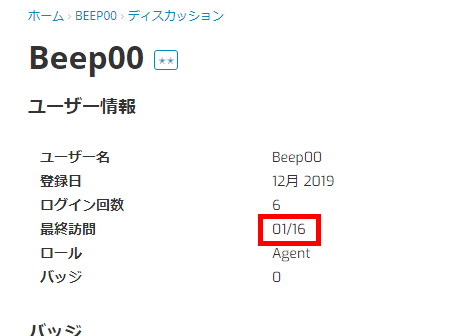 ホーム › BEEP00 › ディスカッション
Beep00 **
ユーザー情報
ユーザー名 Beep00
登録日 12月 2019
ログイン回数 6
最終訪問 01/16
ロール Agent
バッジ 0
バッジ